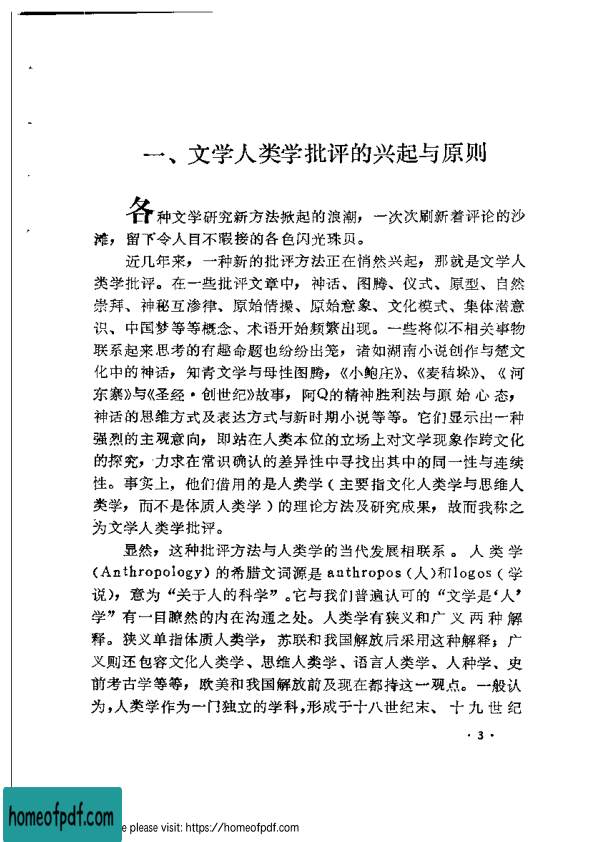 一、文学人类学批评的兴起与原则
各种文学研究新方法掀起的浪潮，一次次刷新着评论的沙
滩，留下令人目不暇接的各色闪光珠贝。
近几年来，一种新的批评方法正在悄然兴起，那就是文学人
类学批评。在一些批评文章中，神话、图腾、仪式、原型、自然
崇拜、神秘互渗律、原始情操、原始意象、文化模式、集体潜意
识、中国梦等等概念、术语开始频繁出现。一些将似不相关事物
联系起来思考的有趣命题也纷纷出笼，诸如湖南小说创作与楚文
化中的神话，知青文学与母性图腾，《小鲍庄》、《麦秸垛》、《河
东寨》与《圣经·创世纪》故事，阿Q的精神胜利法与原始心态，
神话的思维方式及表达方式与新时期小说等等。它们显示出一种
强烈的主观意向，即站在人类本位的立场上对文学现象作跨文化
的探究，力求在常识确认的差异性中寻找出其中的同一性与连续
性。事实上，他们借用的是人类学（主要指文化人类学与思维人
类学，而不是体质人类学）的理论方法及研究成果，故而我称之
为文学人类学批评。
显然，这种批评方法与人类学的当代发展相联系。人类学
(Anthropology)的希腊文词源是anthropos(人)和logos(学
说)，意为“关于人的科学”。它与我们普遍认可的“文学是‘人’
学”有一目瞭然的内在沟通之处。人类学有狭义和广义两种解
释。狭义单指体质人类学，苏联和我国解放后采用这种解释；广
义则还包容文化人类学、思维人类学、语言人类学、人种学、史
前考古学等等，欧美和我国解放前及现在都持这一观点。一般认
为，人类学作为一门独立的学科，形成于十八世纪末、十九世纪
·3·
homeofpdf.com
e please visit: https://homeofpdf.com